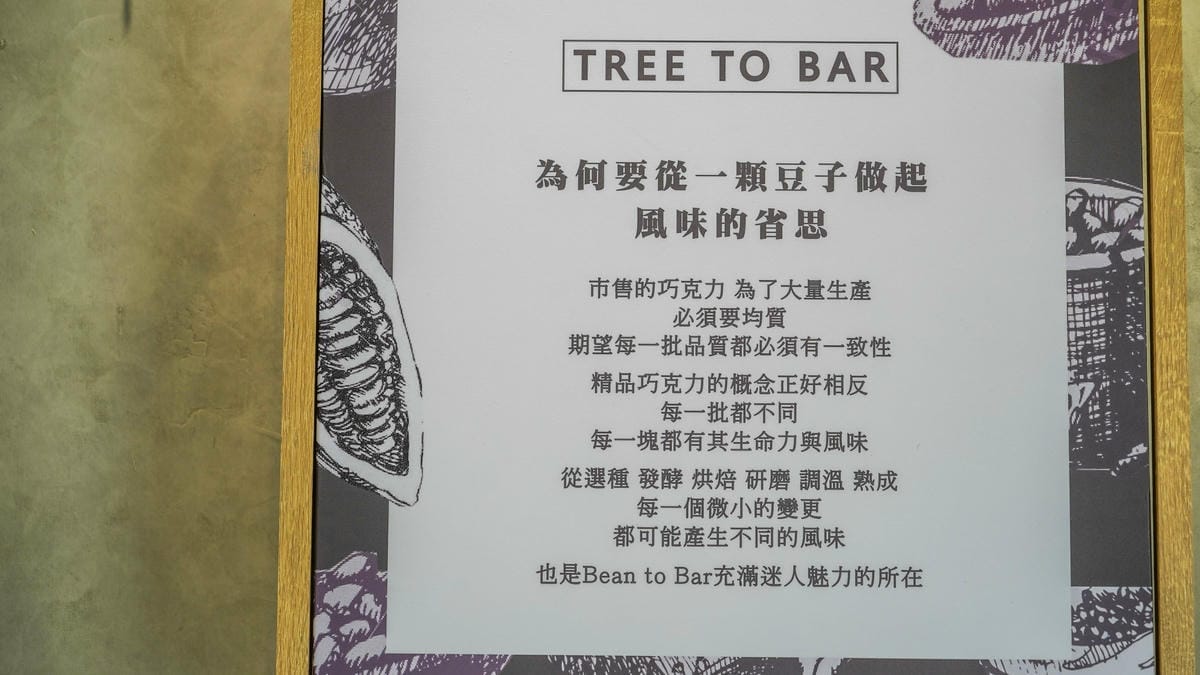 TREE TO BAR
為何要從一顆豆子做起
風味的省思
市售的巧克力 為了大量生產
必須要均質
期望每一批品質都必須有一致性
精品巧克力的概念正好相反
每一批都不同
每一塊都有其生命力與風味
從選種 發酵 烘焙 研磨 調溫 熟成
每一個微小的變更
都可能產生不同的風味
也是Bean to Bar充滿迷人魅力的所在